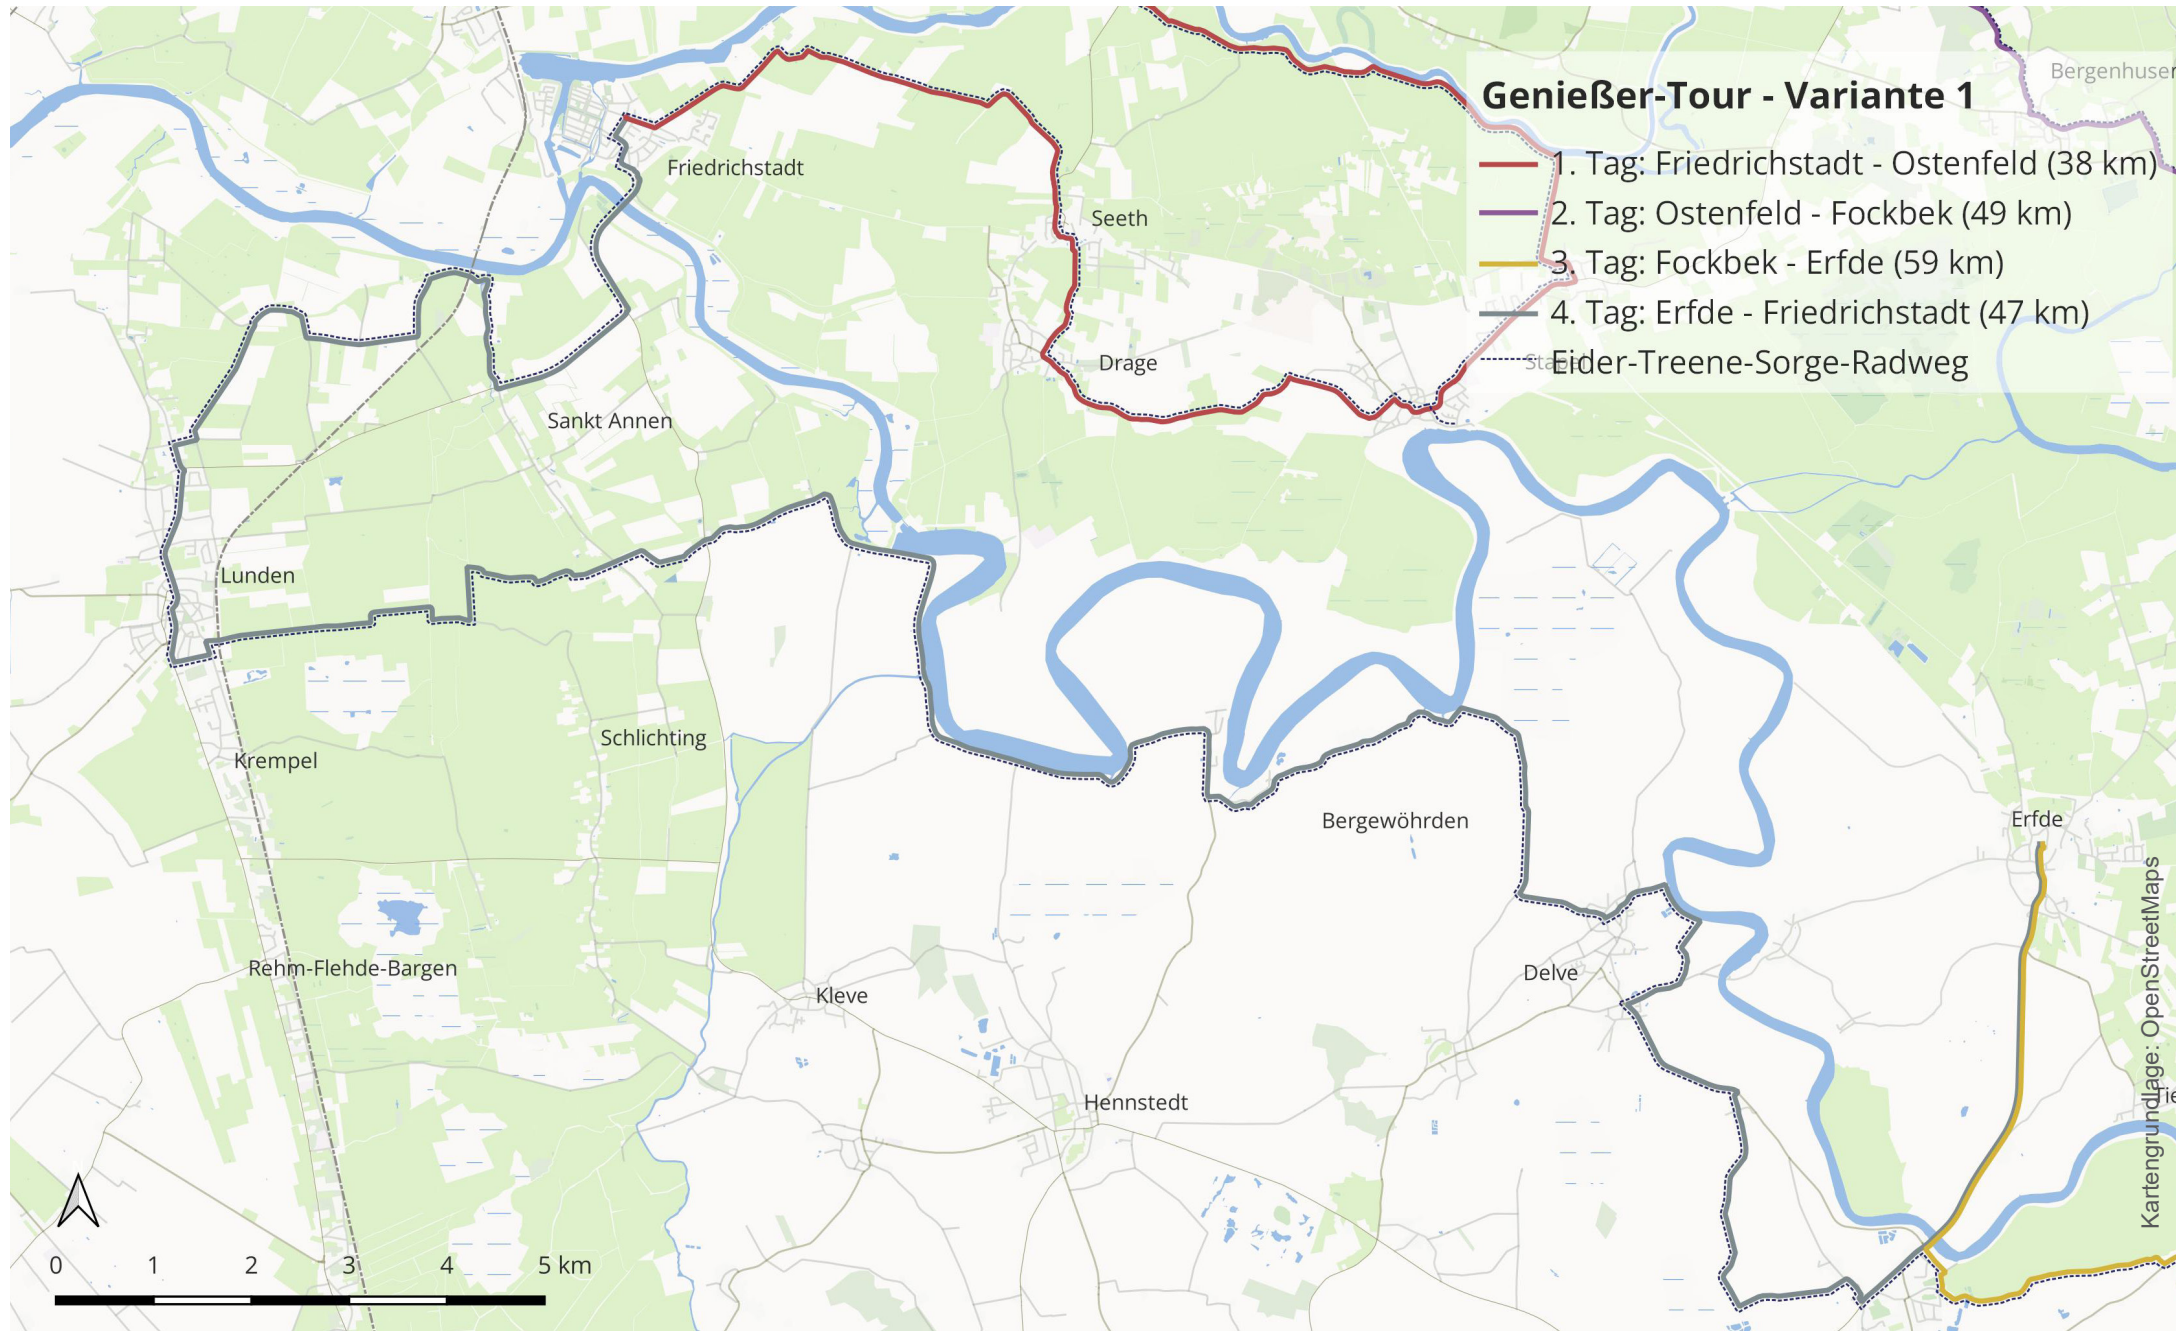 Bergenhuser
Genießer-Tour - Variante 1
1. Tag: Friedrichstadt - Ostenfeld (38 km)
2. Tag: Ostenfeld - Fockbek (49 km)
3. Tag: Fockbek - Erfde (59 km)
4. Tag: Erfde - Friedrichstadt (47 km)
Eider-Treene-Sorge-Radweg
Friedrichstadt
Seeth
Drage
Sankt Annen
Lunden
Schlichting
Krempel
Bergewöhrden
Erfde
Rehm-Flehde-Bargen
Delve
Kleve
Hennstedt
Tie
Kartengrundlage: OpenStreetMaps
0 1 2 3 4 5 km